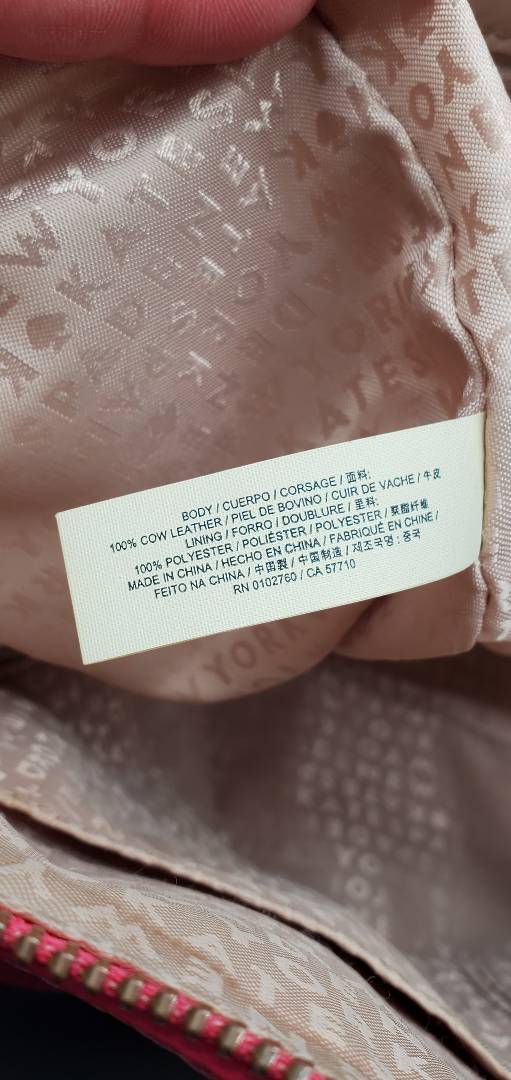 BODY / CUERPO / CORSAGE / 面料:
100% COW LEATHER / PIEL DE BOVINO / CUIR DE VACHE / 牛皮
LINING / FORRO / DOUBLURE / 里料:
100% POLYESTER / POLIÉSTER / POLYESTER / 聚酯纤维
MADE IN CHINA / HECHO EN CHINA / FABRIQUÉ EN CHINE /
FEITO NA CHINA / 中国製 / 中国制造 / 제조국명 : 중국
RN 0102760 / CA 57710